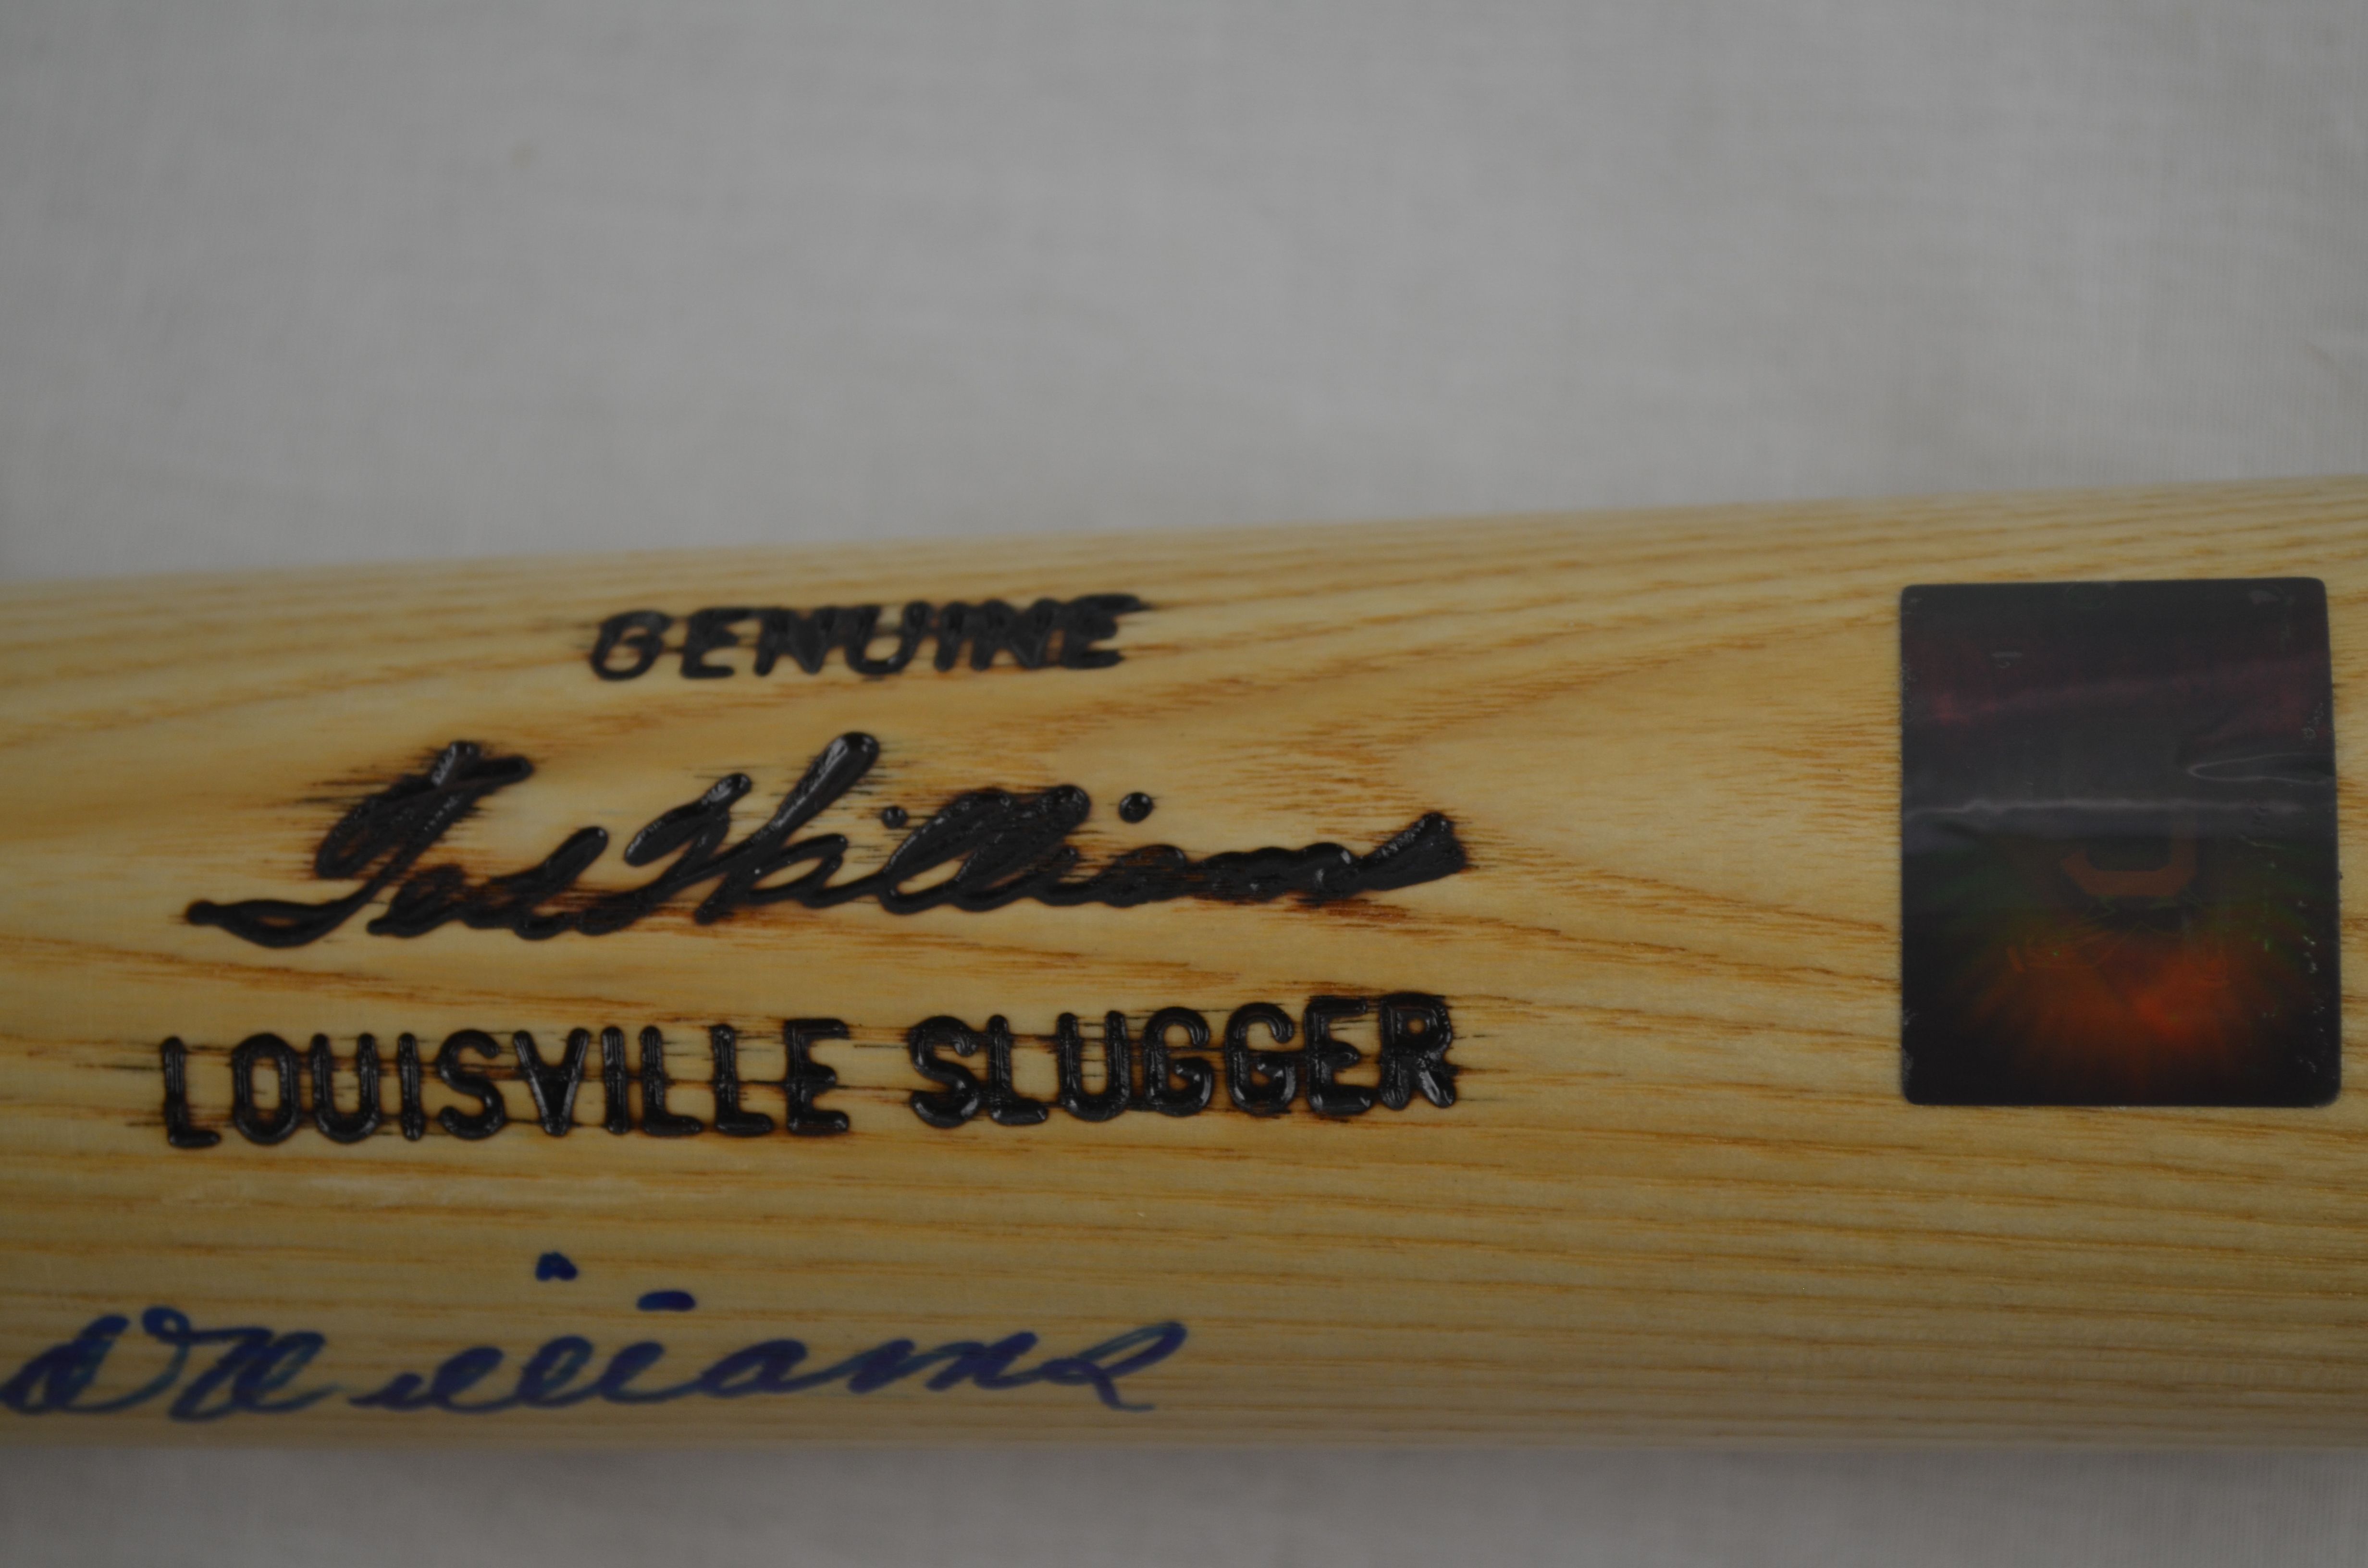 GENUINE
Ted Williams
LOUISVILLE SLUGGER
d Williams